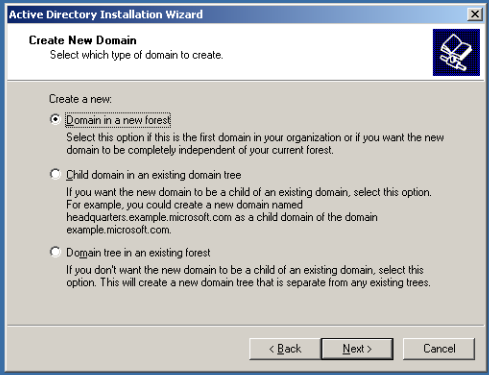 Active Directory Installation Wizard
Create New Domain
Select which type of domain to create.
Create a new:
Domain in a new forest
Select this option if this is the first domain in your organization or if you want the new
domain to be completely independent of your current forest.
Child domain in an existing domain tree
If you want the new domain to be a child of an existing domain, select this option.
For example, you could create a new domain named
headquarters.example.microsoft.com as a child domain of the domain
example.microsoft.com.
Domain tree in an existing forest
If you don't want the new domain to be a child of an existing domain, select this
option. This will create a new domain tree that is separate from any existing trees.
< Back Next > Cancel